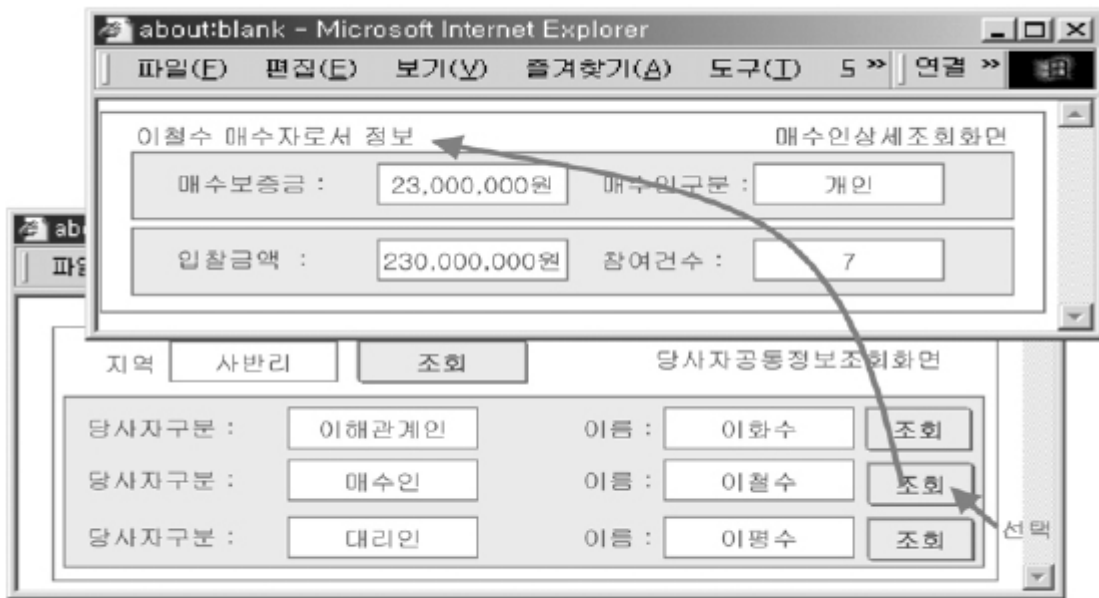 about:blank - Microsoft Internet Explorer
파일(F) 편집(E) 보기(V) 즐겨찾기(A) 도구(T) 도 » 연결 »
이철수 매수자로서 정보 매수인상세조회화면
매수보증금 : 23,000,000원 매수인구분 : 개인
입찰금액 : 230,000,000원 참여건수 : 7
ab
파일
지역 사반리 조회 당사자공통정보조회화면
당사자구분 : 이해관계인 이름 : 이화수 조회
당사자구분 : 매수인 이름 : 이철수 조회
선택
당사자구분 : 대리인 이름 : 이평수 조회